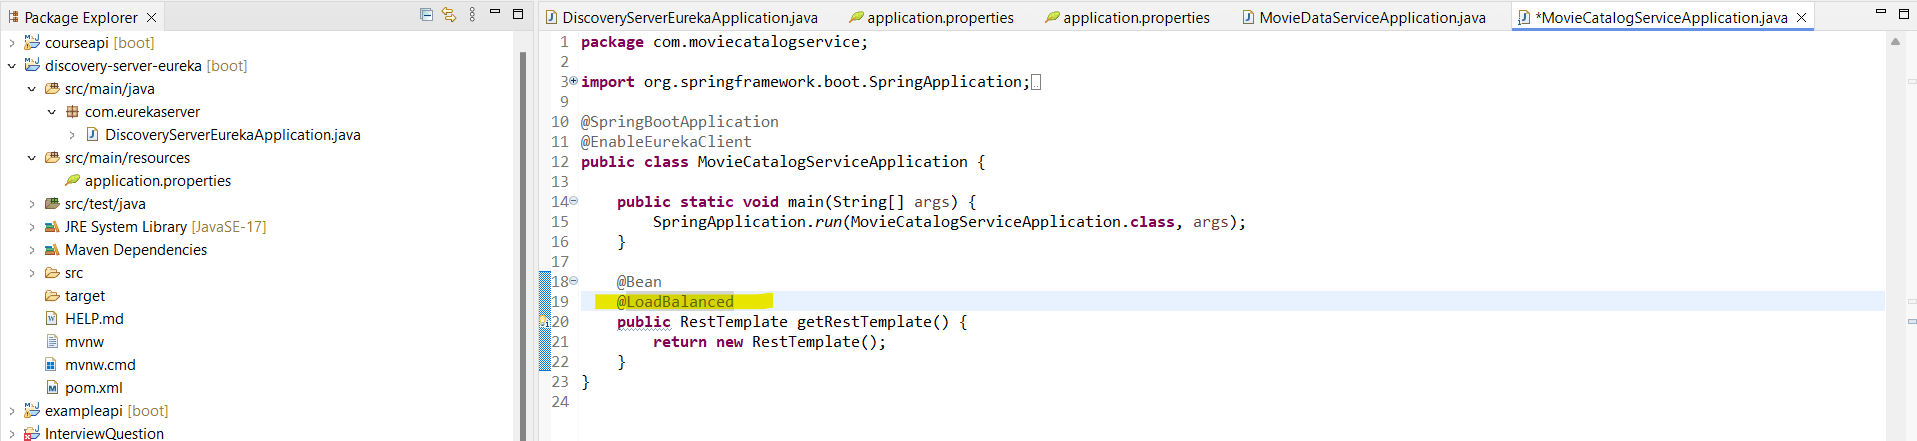 Package Explorer
courseapi [boot]
discovery-server-eureka [boot]
src/main/java
com.eurekaserver
DiscoveryServerEurekaApplication.java
src/main/resources
application.properties
src/test/java
JRE System Library [JavaSE-17]
Maven Dependencies
src
target
HELP.md
mvnw
mvnw.cmd
pom.xml
exampleapi [boot]
InterviewQuestion
DiscoveryServerEurekaApplication.java application.properties application.properties MovieDataServiceApplication.java *MovieCatalogServiceApplication.java
1 package com.moviecatalogservice;
2
3 import org.springframework.boot.SpringApplication;
9
10 @SpringBootApplication
11 @EnableEurekaClient
12 public class MovieCatalogServiceApplication {
13
14 public static void main(String[] args) {
15 SpringApplication.run(MovieCatalogServiceApplication.class, args);
16 }
17
18 @Bean
19 @LoadBalanced
20 public RestTemplate getRestTemplate() {
21 return new RestTemplate();
22 }
23 }
24